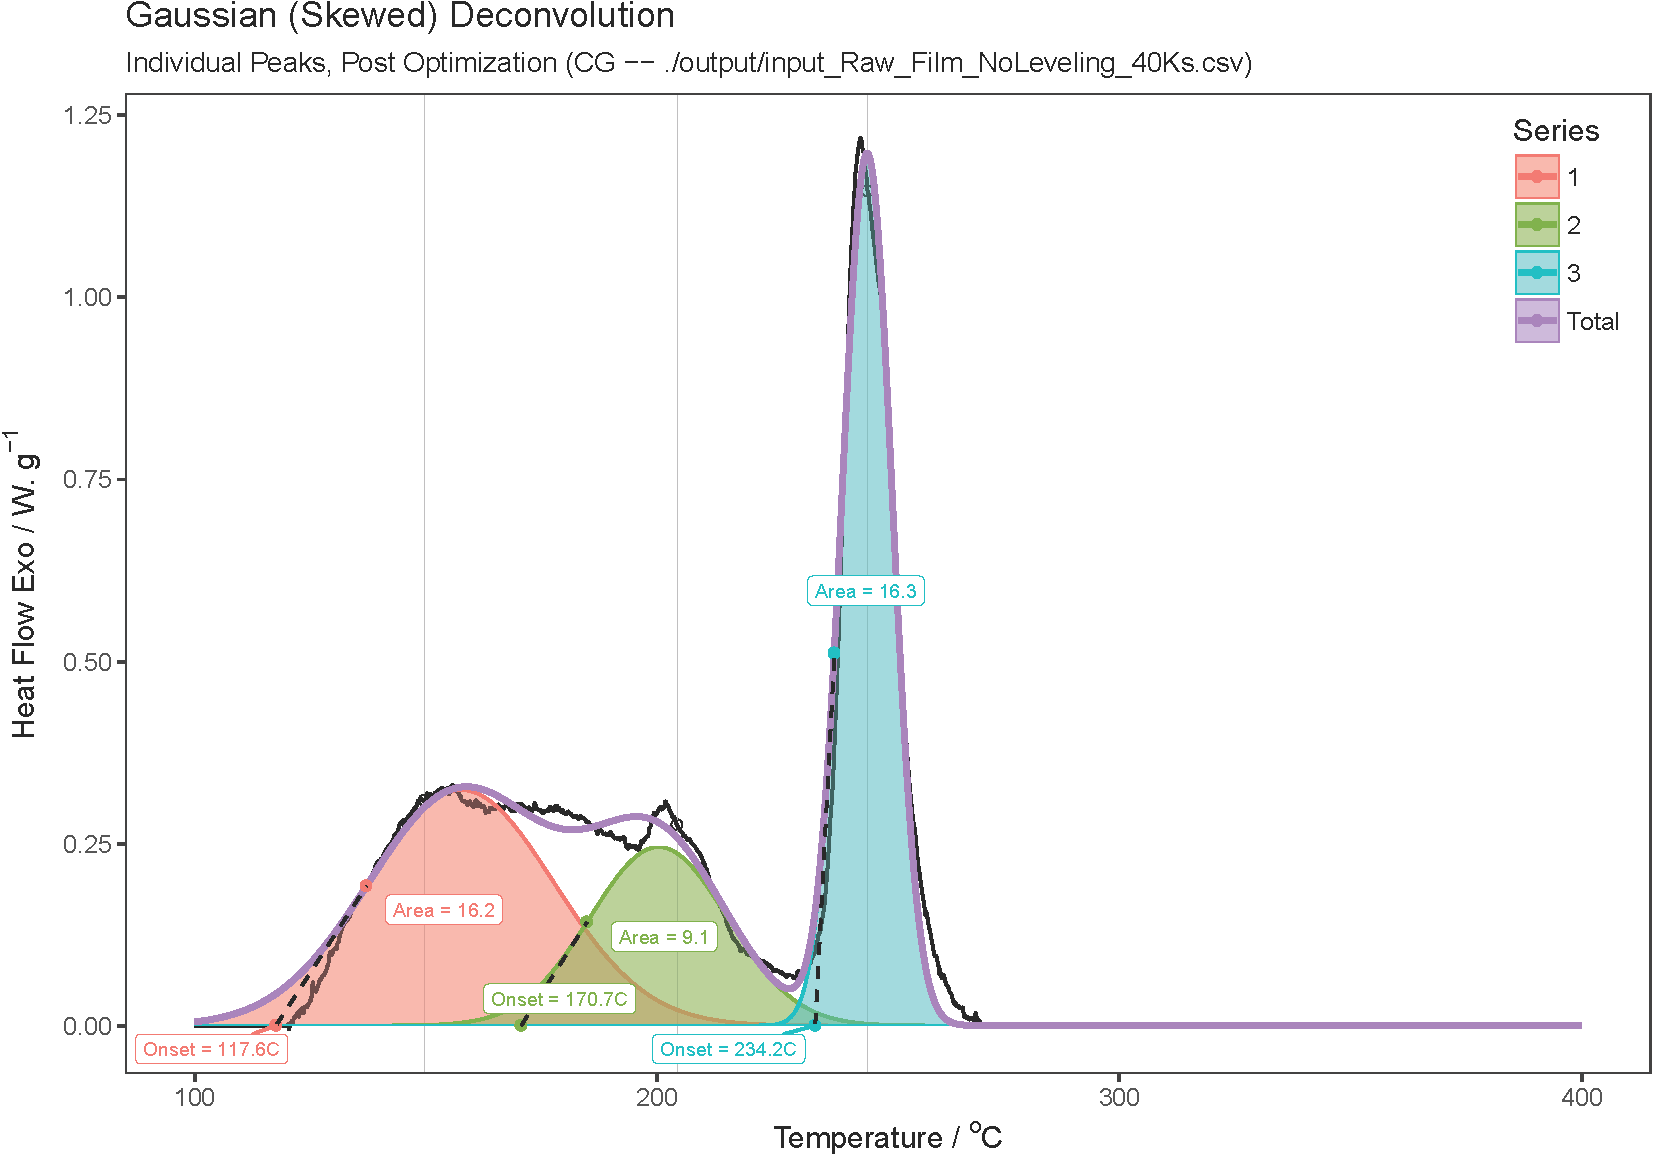 Gaussian (Skewed) Deconvolution
Individual Peaks, Post Optimization (CG −− ./output/input_Raw_Film_NoLeveling_40Ks.csv)
Series
1
2
3
Total
1.25
1.00
0.75
0.50
0.25
0.00
Heat Flow Exo / W. g⁻¹
Area = 16.3
Area = 16.2
Area = 9.1
Onset = 170.7C
Onset = 117.6C
Onset = 234.2C
100
200
300
400
Temperature / °C